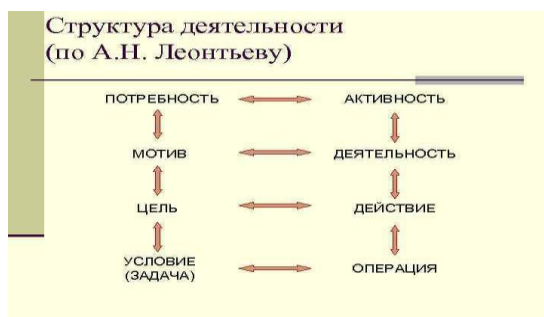 Структура деятельности
(по А.Н. Леонтьеву)
ПОТРЕБНОСТЬ АКТИВНОСТЬ
МОТИВ ДЕЯТЕЛЬНОСТЬ
ЦЕЛЬ ДЕЙСТВИЕ
УСЛОВИЕ
(ЗАДАЧА) ОПЕРАЦИЯ